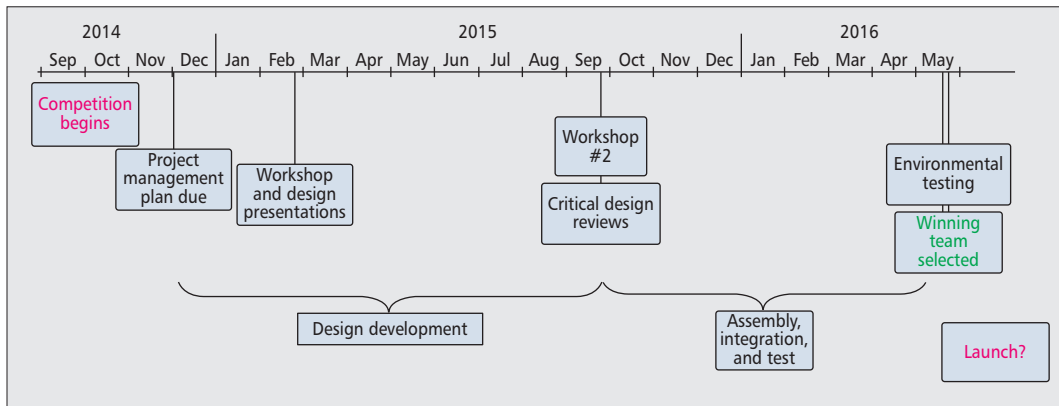 2014 2015 2016
Sep Oct Nov Dec Jan Feb Mar Apr May Jun Jul Aug Sep Oct Nov Dec Jan Feb Mar Apr May
Competition
begins
Project
management
plan due
Workshop
and design
presentations
Workshop
#2
Critical design
reviews
Environmental
testing
Winning
team
selected
Design development
Assembly,
integration,
and test
Launch?